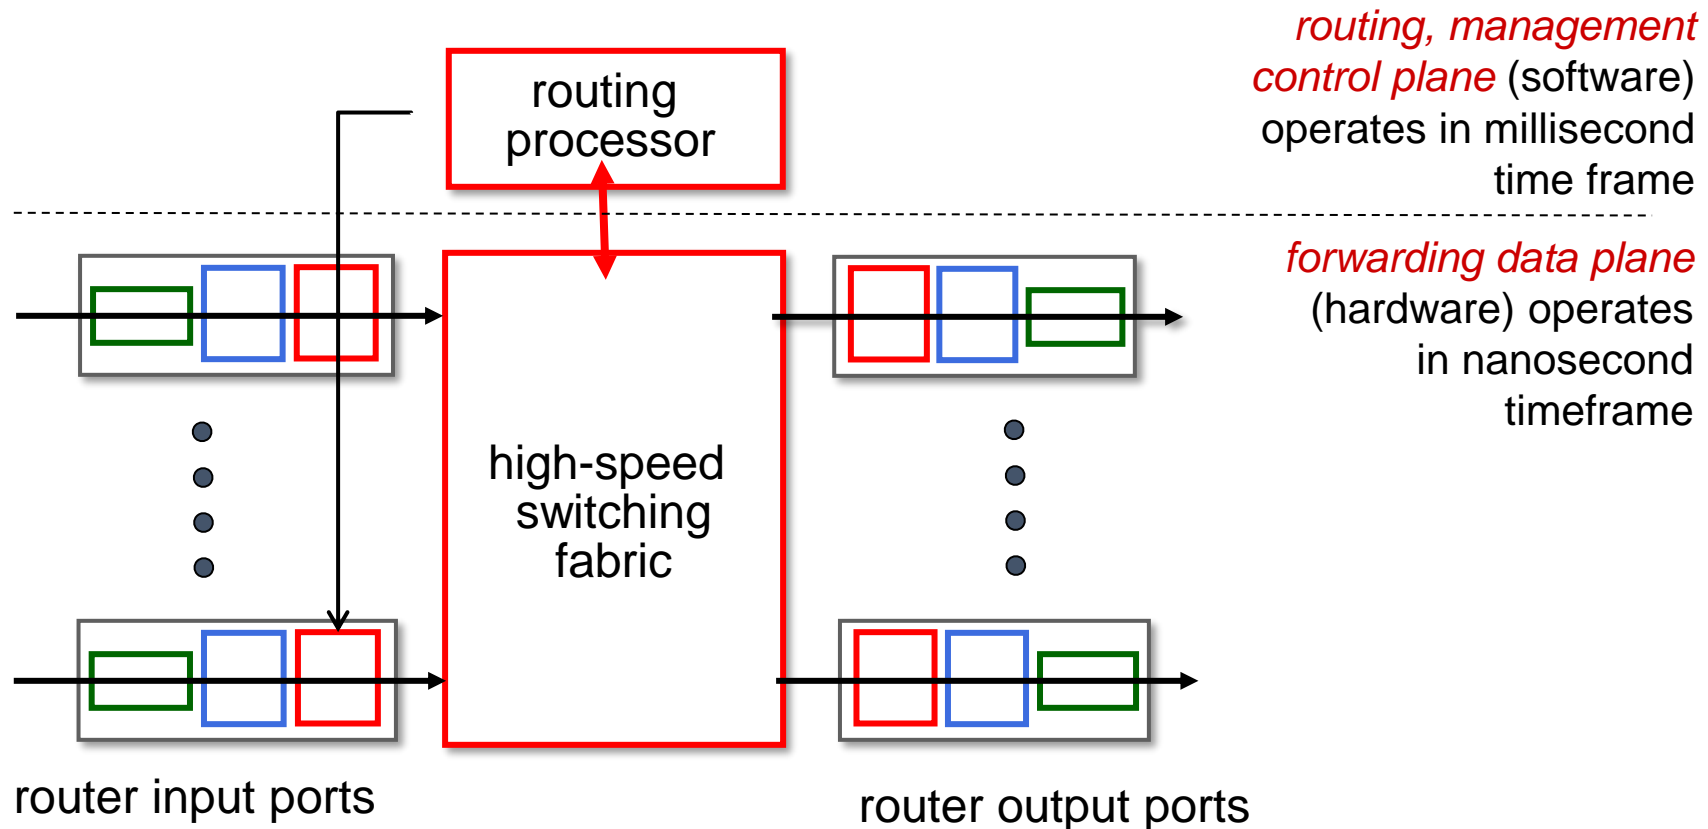 routing, management
control plane (software)
operates in millisecond
time frame
routing
processor
forwarding data plane
(hardware) operates
in nanosecond
timeframe
high-speed
switching
fabric
router input ports
router output ports